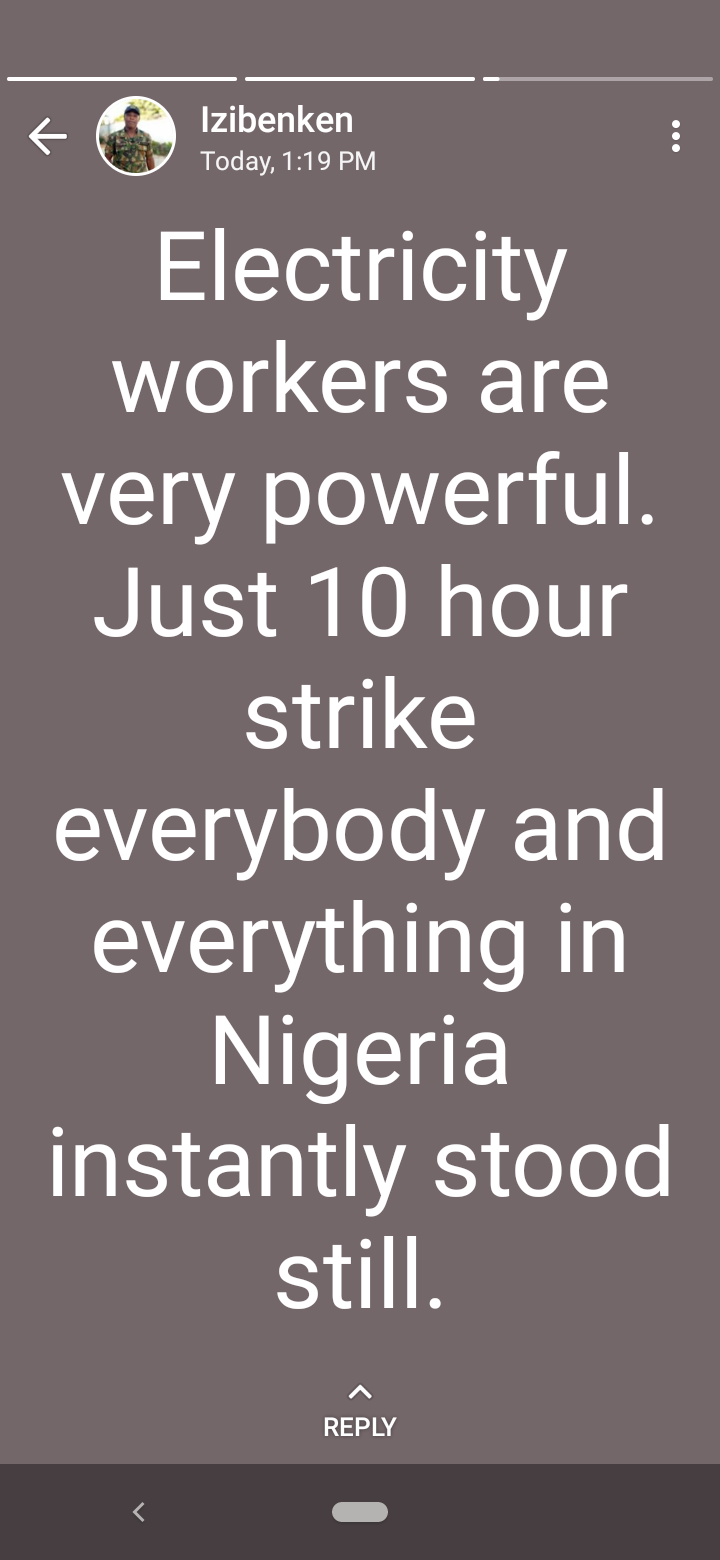 Izibenken
Today, 1:19 PM
Electricity
workers are
very powerful.
Just 10 hour
strike
everybody and
everything in
Nigeria
instantly stood
still.
REPLY